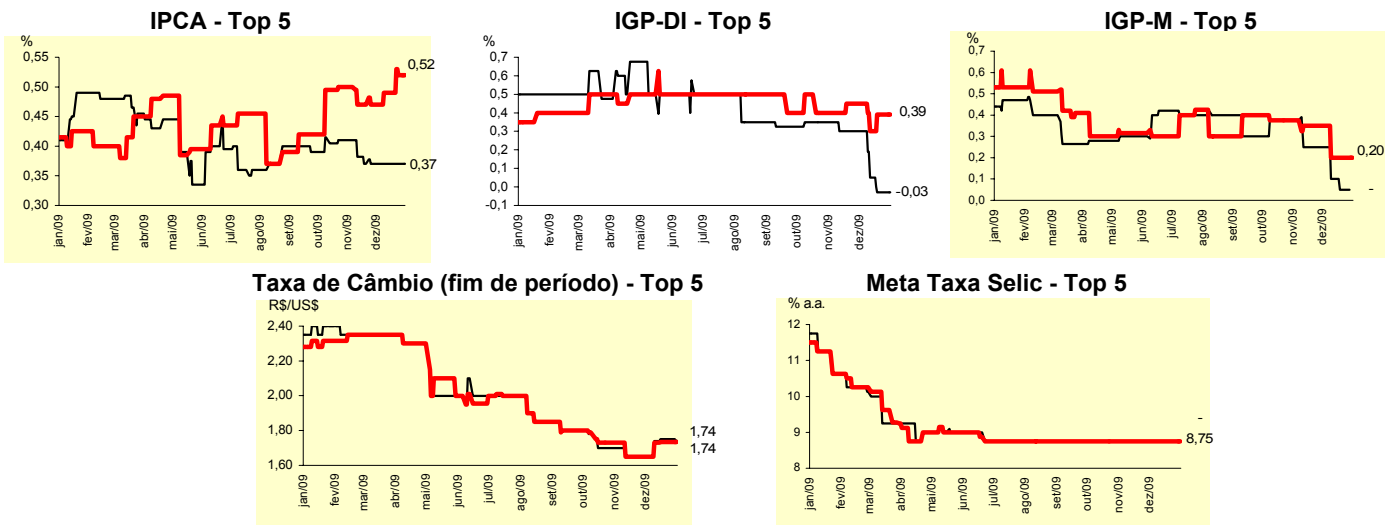 IPCA - Top 5
%
0,55
0,50
0,45
0,40
0,35
0,30
0,52
0,37
jan/09
fev/09
mar/09
abr/09
mai/09
jun/09
jul/09
ago/09
set/09
out/09
nov/09
dez/09
IGP-DI - Top 5
%
0,7
0,6
0,5
0,4
0,3
0,2
0,1
0,0
-0,1
0,39
-0,03
jan/09
fev/09
mar/09
abr/09
mai/09
jun/09
jul/09
ago/09
set/09
out/09
nov/09
dez/09
IGP-M - Top 5
%
0,7
0,6
0,5
0,4
0,3
0,2
0,1
0,0
0,20
-
jan/09
fev/09
mar/09
abr/09
mai/09
jun/09
jul/09
ago/09
set/09
out/09
nov/09
dez/09
Taxa de Câmbio (fim de período) - Top 5
R$/US$
2,40
2,20
2,00
1,80
1,60
1,74
1,74
jan/09
fev/09
mar/09
abr/09
mai/09
jun/09
jul/09
ago/09
set/09
out/09
nov/09
dez/09
Meta Taxa Selic - Top 5
% a.a.
12
11
10
9
8
-
8,75
jan/09
fev/09
mar/09
abr/09
mai/09
jun/09
jul/09
ago/09
set/09
out/09
nov/09
dez/09